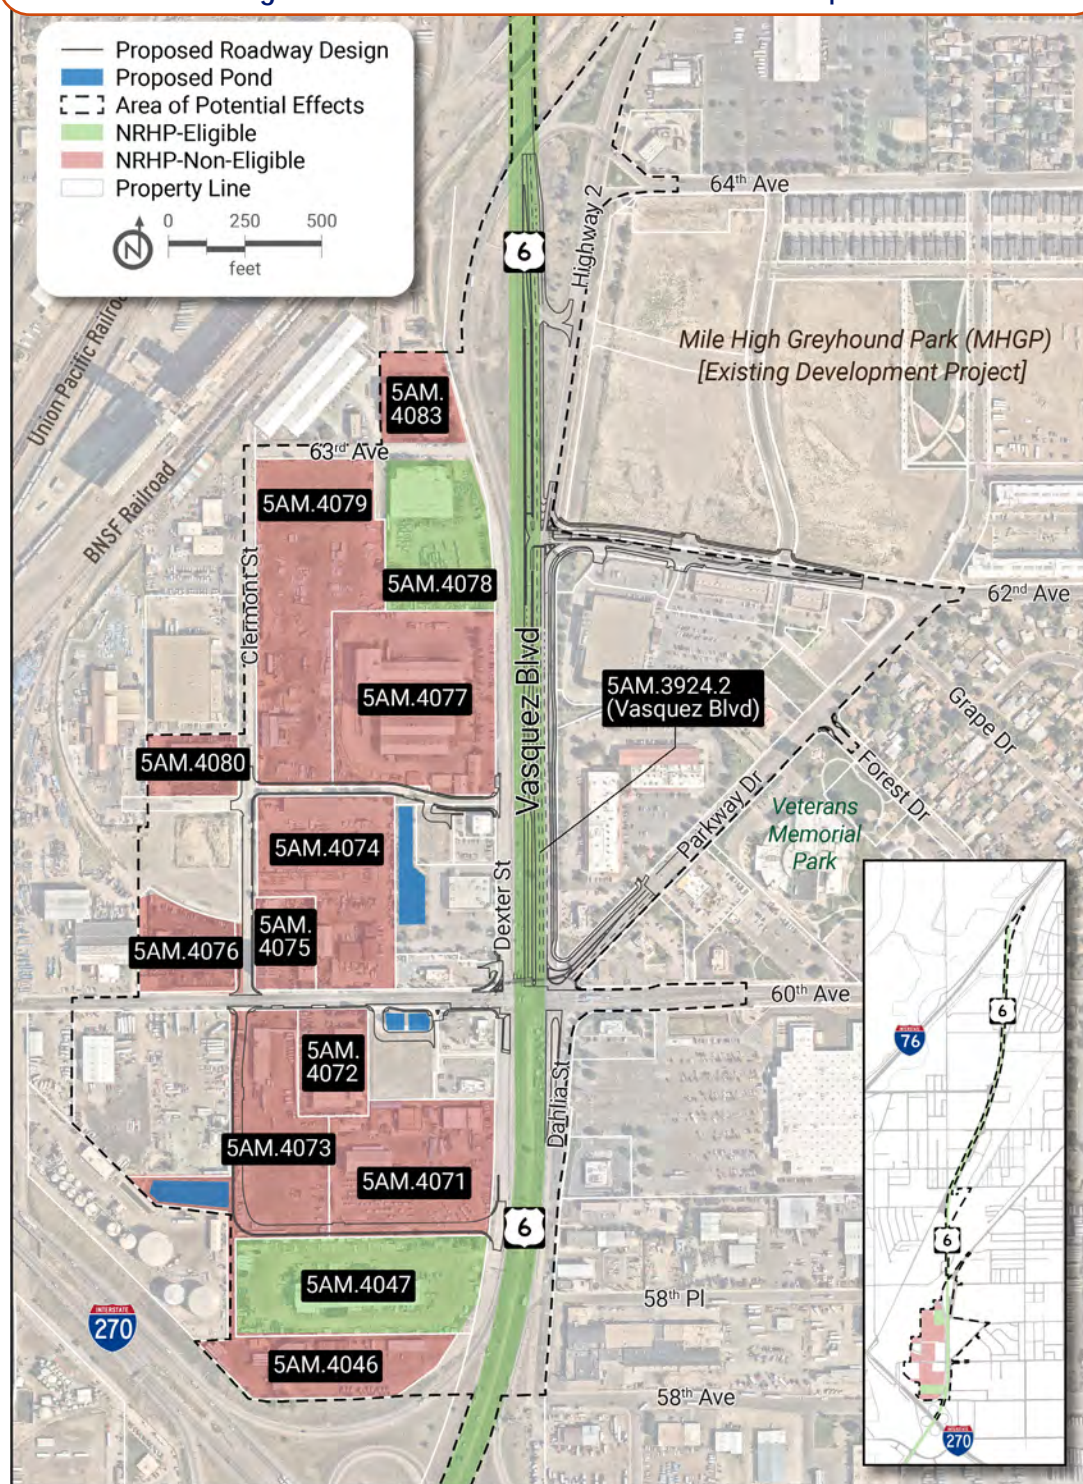 Proposed Roadway Design
Proposed Pond
Area of Potential Effects
NRHP-Eligible
NRHP-Non-Eligible
Property Line
N
0 250 500
feet
64th Ave
6
Highway 2
Mile High Greyhound Park (MHGP)
[Existing Development Project]
Union Pacific Railroad
BNSF Railroad
5AM.
4083
63rd Ave
5AM.4079
5AM.4078
Clermont St
62nd Ave
5AM.4077
Vasquez Blvd
5AM.3924.2
(Vasquez Blvd)
Grape Dr
5AM.4080
Forest Dr
Parkway Dr
Veterans
Memorial
Park
5AM.4074
Dexter St
5AM.
4075
5AM.4076
60th Ave
5AM.
4072
Dahlia St
5AM.4073
5AM.4071
6
5AM.4047
58th Pl
INTERSTATE
270
5AM.4046
58th Ave
6
INTERSTATE
76
6
INTERSTATE
270